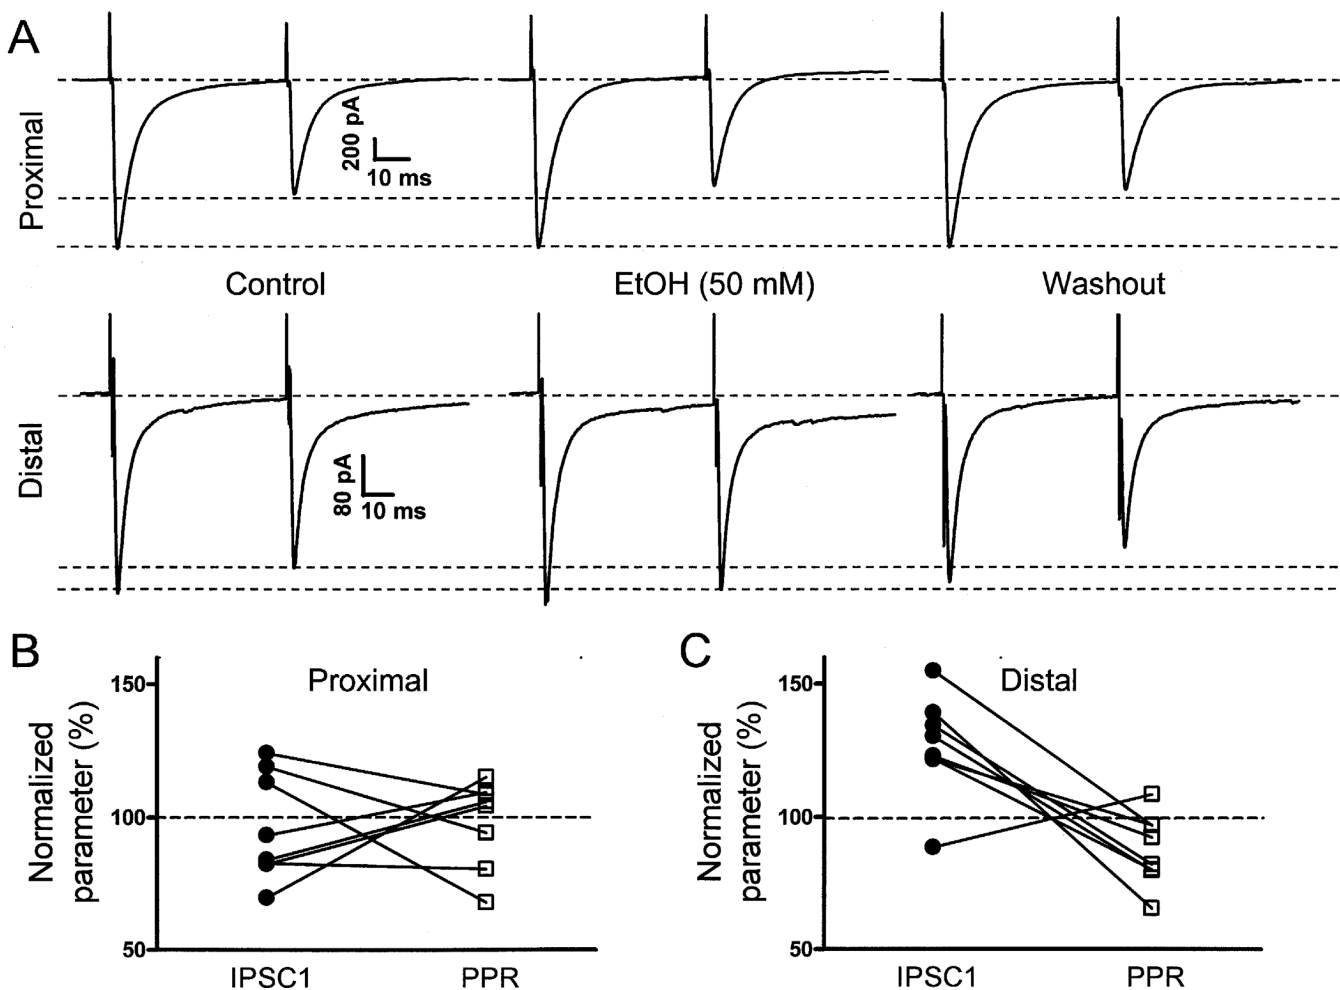 A
Proximal
200 pA
10 ms
Control
EtOH (50 mM)
Washout
Distal
80 pA
10 ms
B
Proximal
Normalized
parameter (%)
150
100
50
IPSC1
PPR
C
Distal
Normalized
parameter (%)
150
100
50
IPSC1
PPR